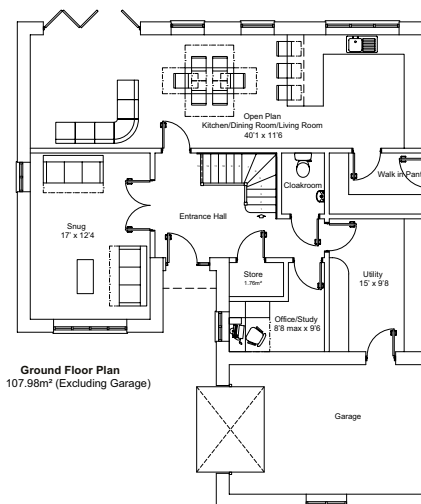 Open Plan
Kitchen/Dining Room/Living Room
40'1 x 11'6
Cloakroom
Walk in Pant
Snug
17' x 12'4
Entrance Hall
Store
1.76m²
Utility
15' x 9'8
Office/Study
8'8 max x 9'6
Ground Floor Plan
107.98m² (Excluding Garage)
Garage